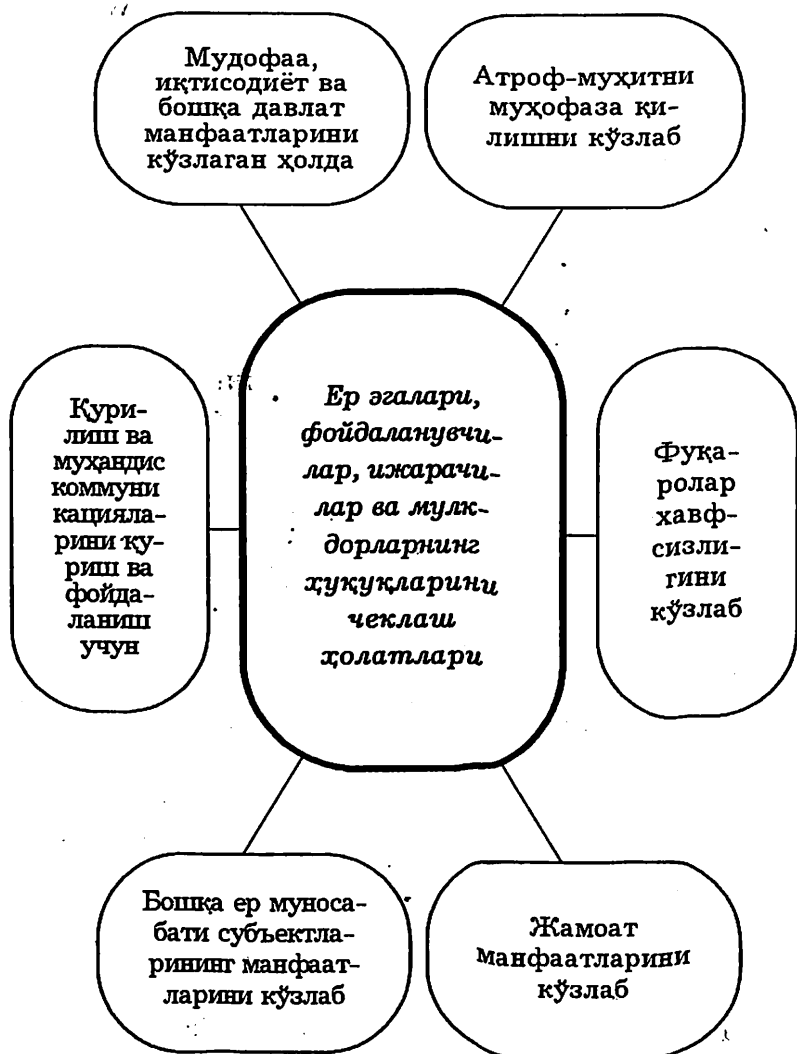 Мудофаа,
иқтисодиёт ва
бошқа давлат
манфаатларини
кўзлаган ҳолда
Атроф-муҳитни
муҳофаза қи-
лишни кўзлаб
Қури-
лиш ва
муҳандис
коммуни
кацияла-
рини қу-
риш ва
фойда-
ланиш
учун
Ер эгалари,
фойдаланувчи-
лар, ижарачи-
лар ва мулк-
дорларнинг
ҳуқуқларини
чеклаш
ҳолатлари
Фуқа-
ролар
хавф-
сизли-
гини
кўзлаб
Бошқа ер муноса-
бати субъектла-
рининг манфаат-
ларини кўзлаб
Жамоат
манфаатларини
кўзлаб